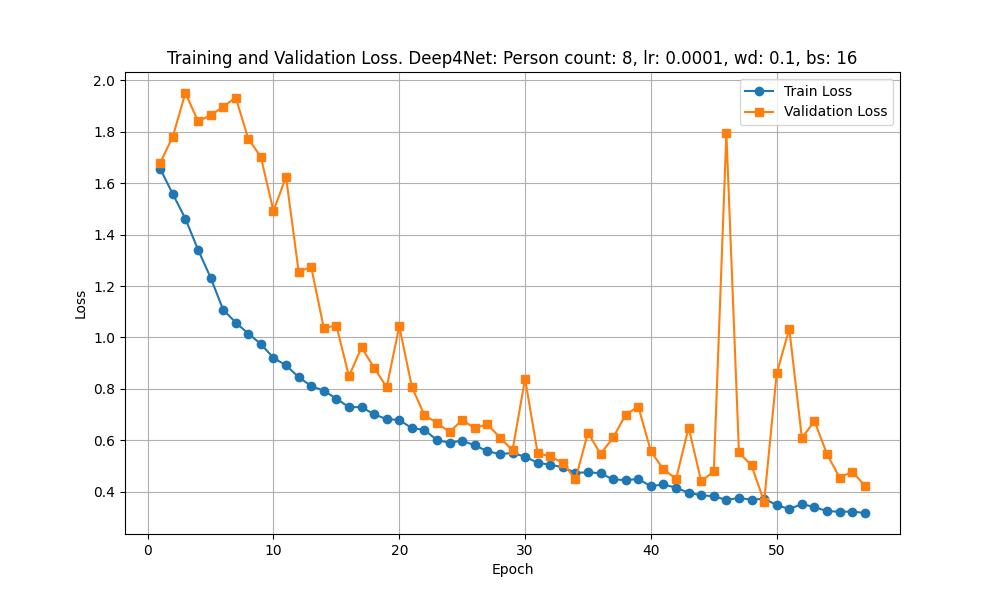 Training and Validation Loss. Deep4Net: Person count: 8, lr: 0.0001, wd: 0.1, bs: 16
Train Loss
Validation Loss
2.0
1.8
1.6
1.4
1.2
1.0
0.8
0.6
0.4
Loss
0 10 20 30 40 50
Epoch